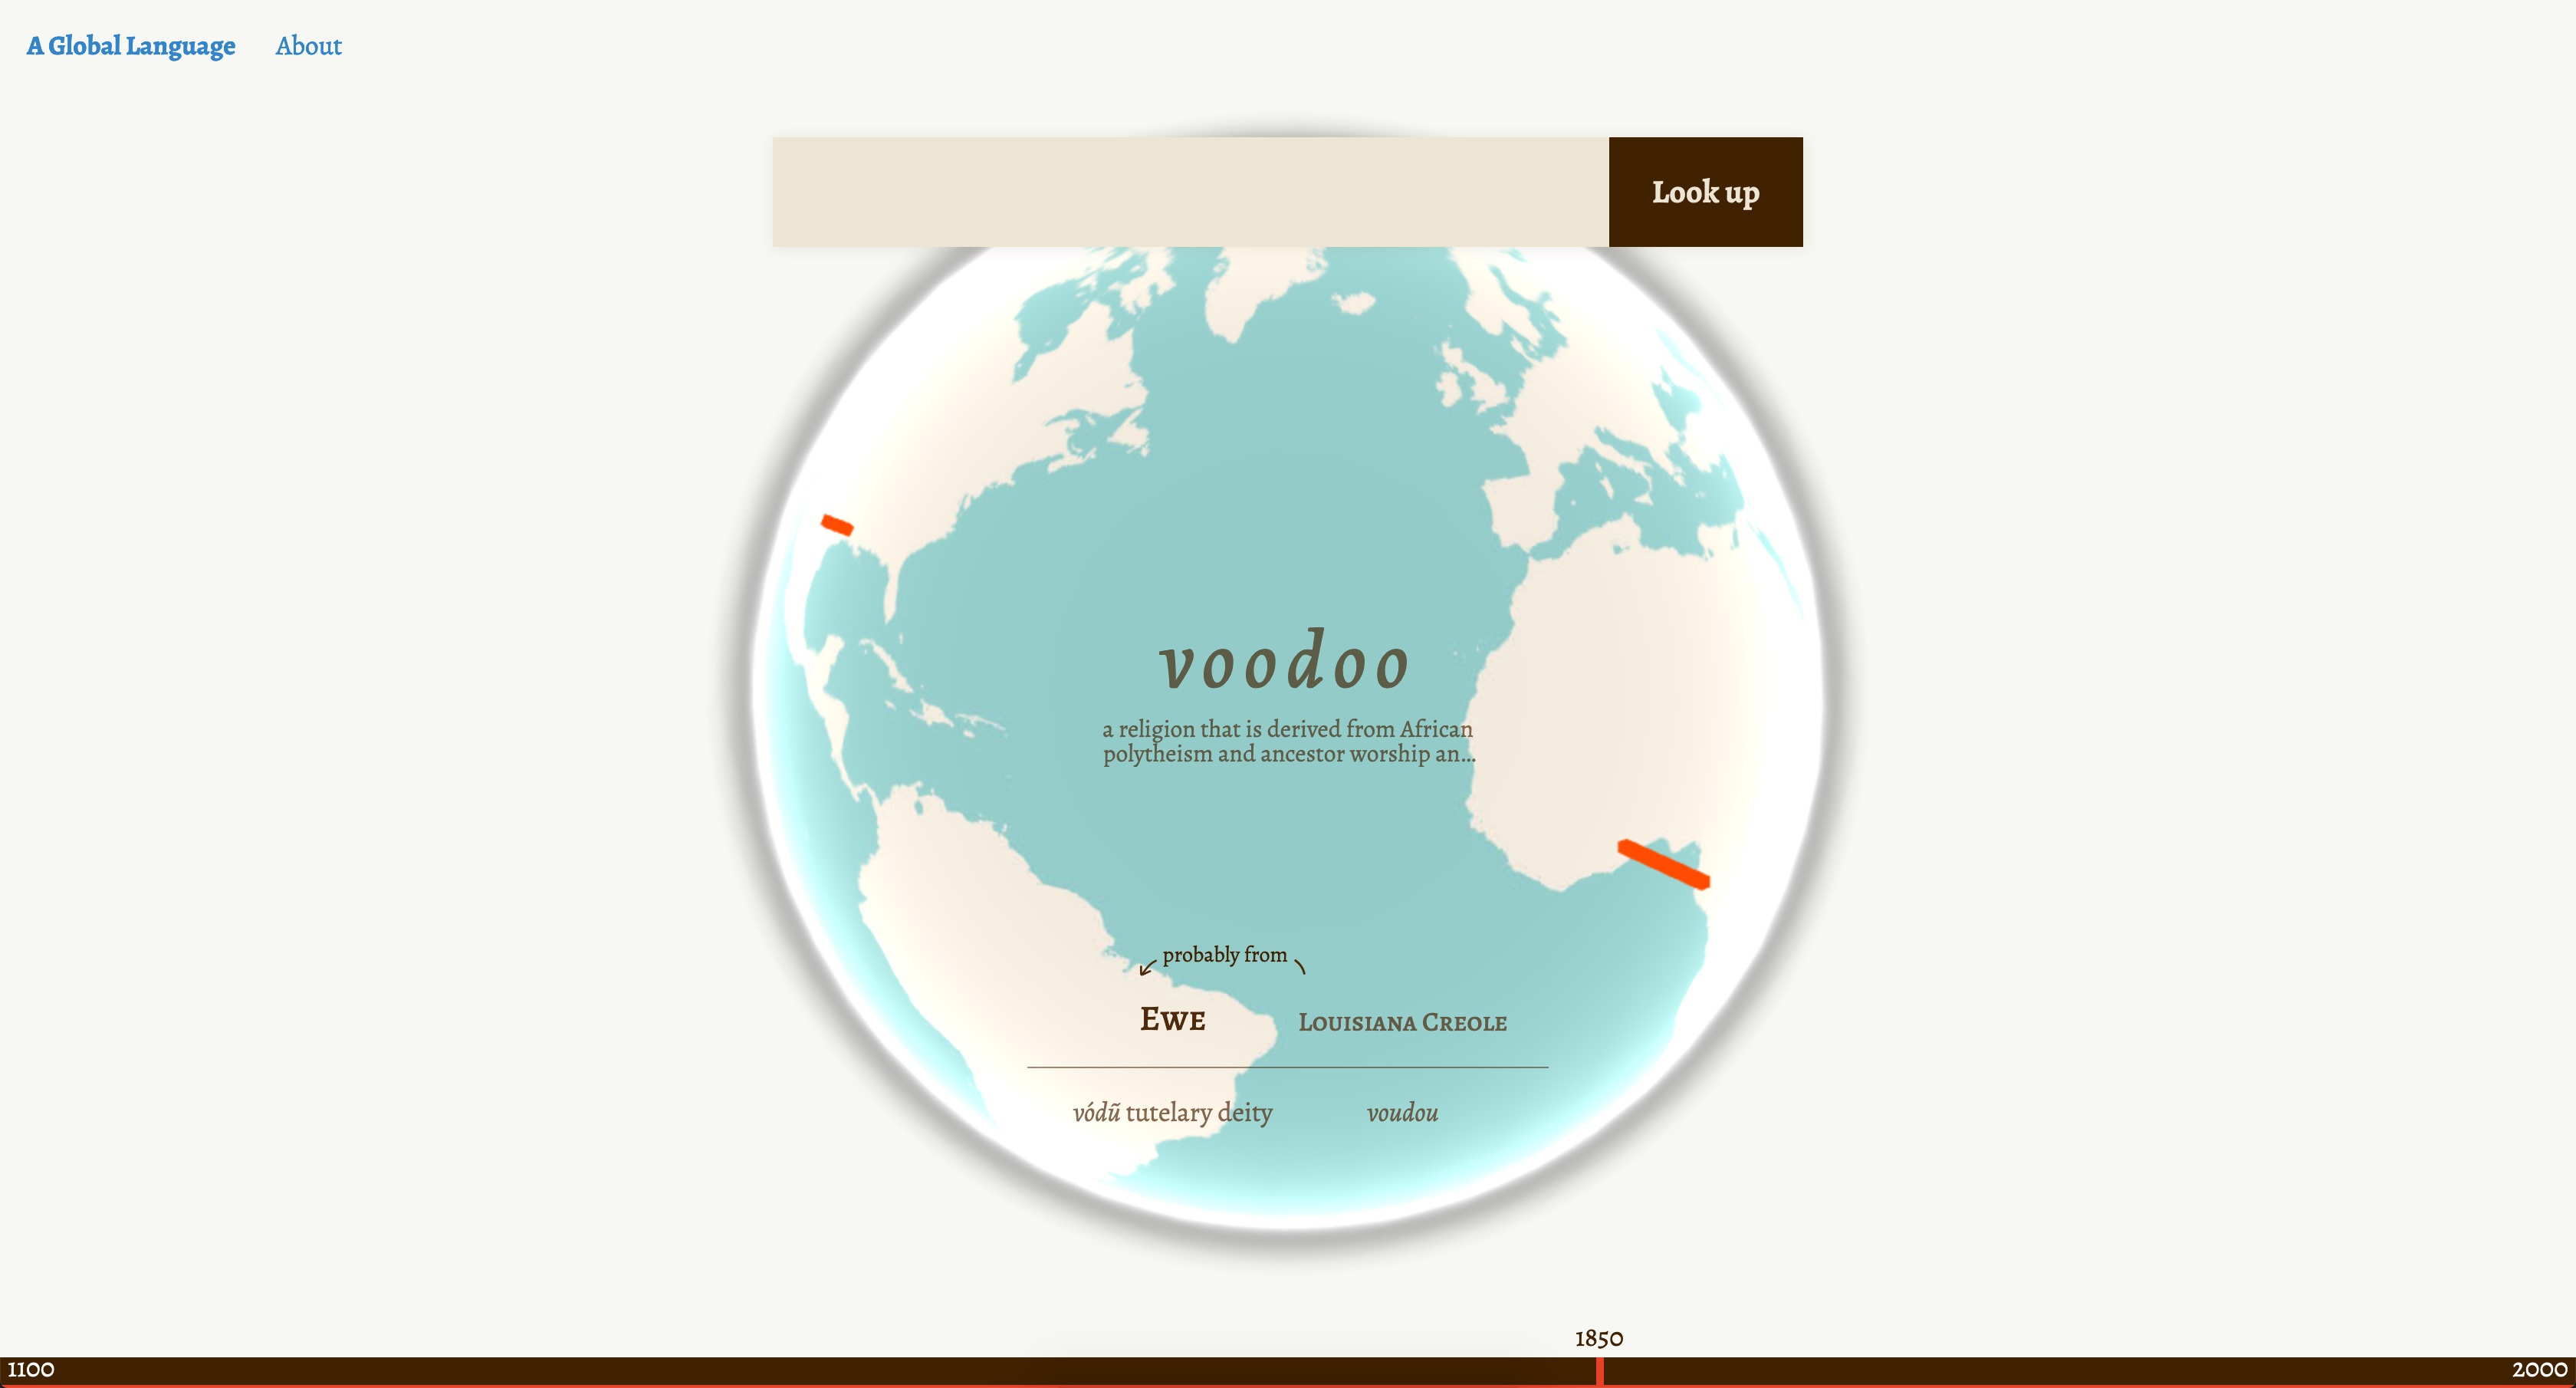 A Global Language About
Look up
voodoo
a religion that is derived from African
polytheism and ancestor worship an...
probably from
Ewe Louisiana Creole
vódũ tutelary deity voudou
1850
1100 2000